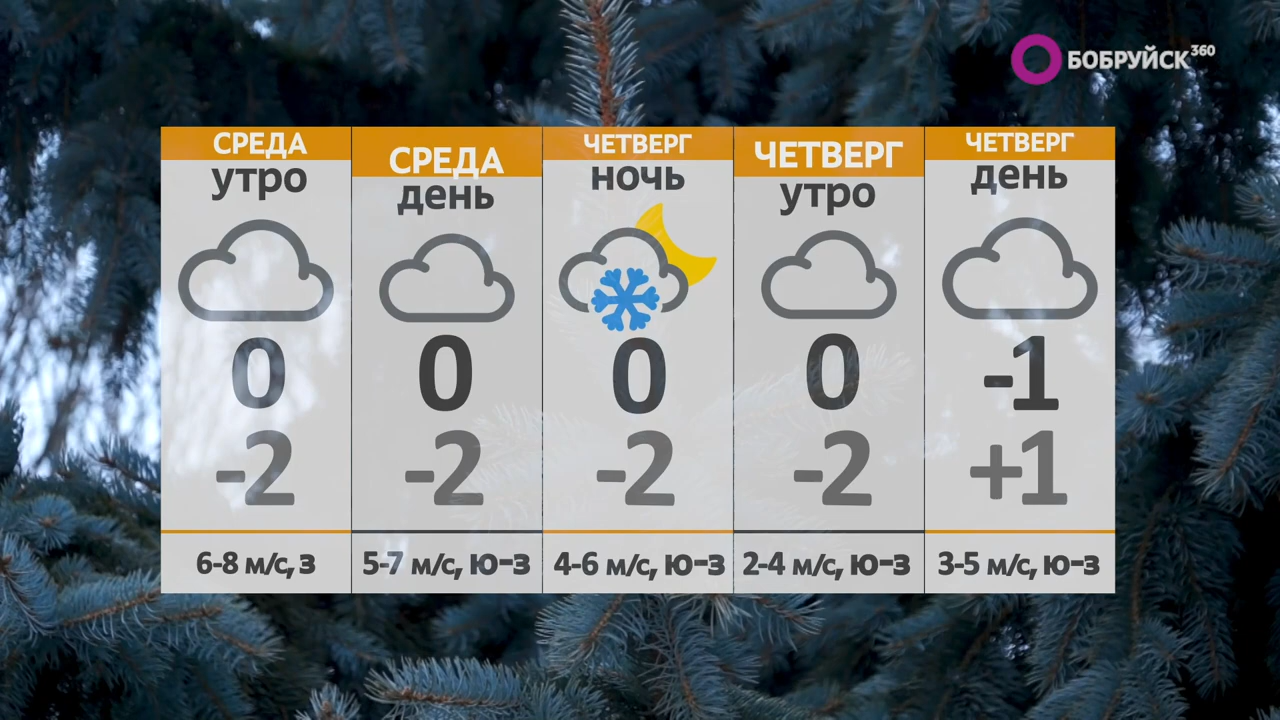 БОБРУЙСК360
СРЕДА
утро
0
-2
6-8 м/с, з
СРЕДА
день
0
-2
5-7 м/с, ю-з
ЧЕТВЕРГ
ночь
0
-2
4-6 м/с, ю-з
ЧЕТВЕРГ
утро
0
-2
2-4 м/с, ю-з
ЧЕТВЕРГ
день
-1
+1
3-5 м/с, ю-з